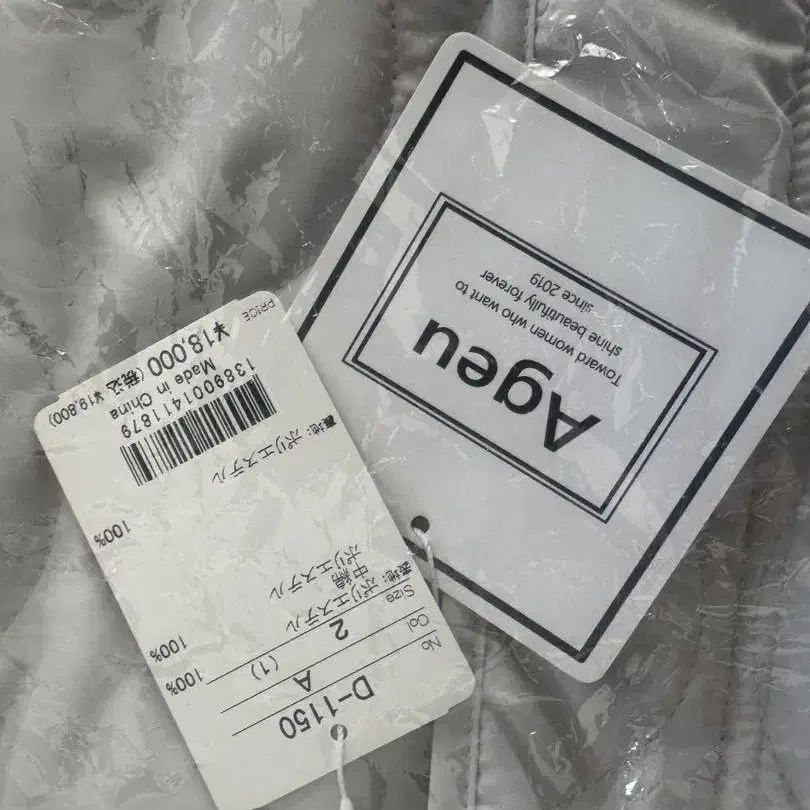 Ageu
Toward women who want to
shine beautifully forever
since 2019
No D-1150
Col A (1)
Size 2
表地: ポリエステル 100%
中綿
ポリエステル 100%
裏地: ポリエステル 100%
1389001411879
Made in China
¥18,000 (税込 ¥19,800)
PRICE